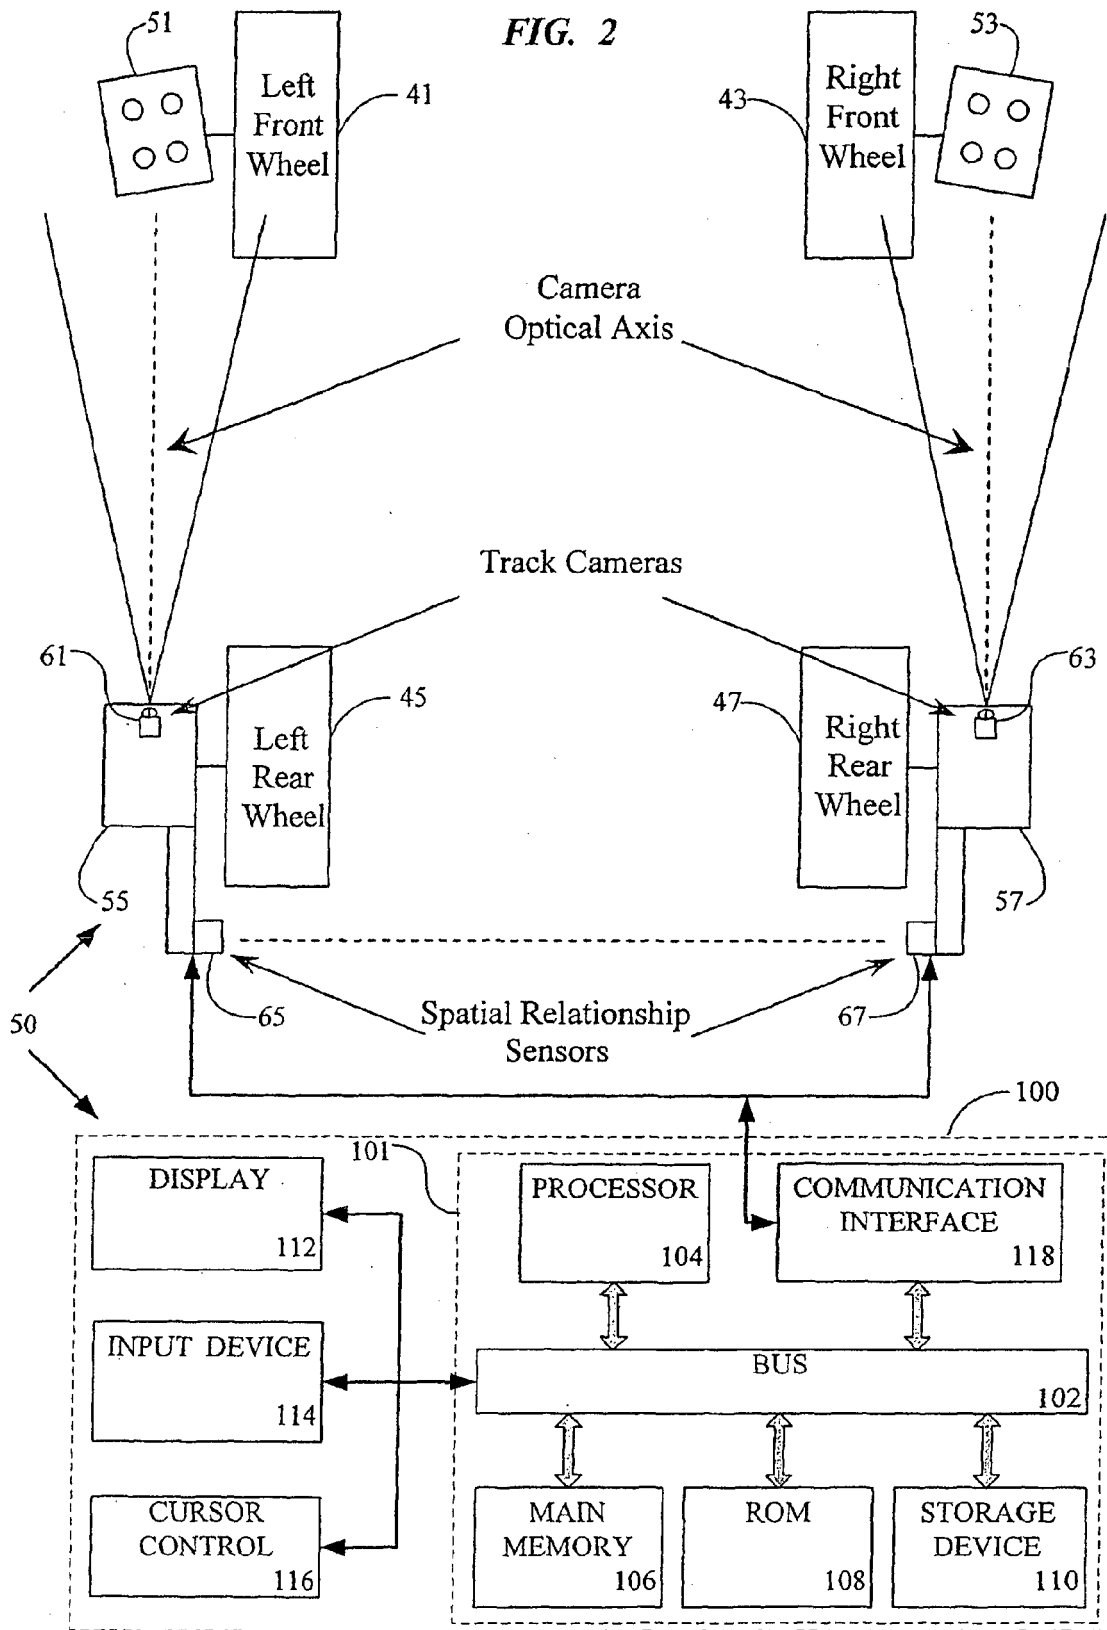 FIG. 2
51
53
Left
Front
Wheel
41
43
Right
Front
Wheel
Camera
Optical Axis
Track Cameras
61
63
45
47
Left
Rear
Wheel
Right
Rear
Wheel
55
57
65
67
Spatial Relationship
Sensors
50
100
101
DISPLAY
112
PROCESSOR
104
COMMUNICATION
INTERFACE
118
INPUT DEVICE
114
BUS
102
CURSOR
CONTROL
116
MAIN
MEMORY
106
ROM
108
STORAGE
DEVICE
110